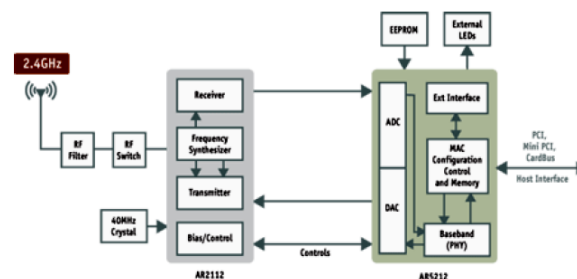 2.4GHz
RF
Filter
RF
Switch
40MHz
Crystal
Receiver
Frequency
Synthesizer
Transmitter
Bias/Control
AR2112
Controls
EEPROM
External
LEDs
ADC
DAC
Ext Interface
MAC
Configuration
Control
and Memory
Baseband
(PHY)
AR5212
PCI,
Mini PCI,
CardBus
Host Interface